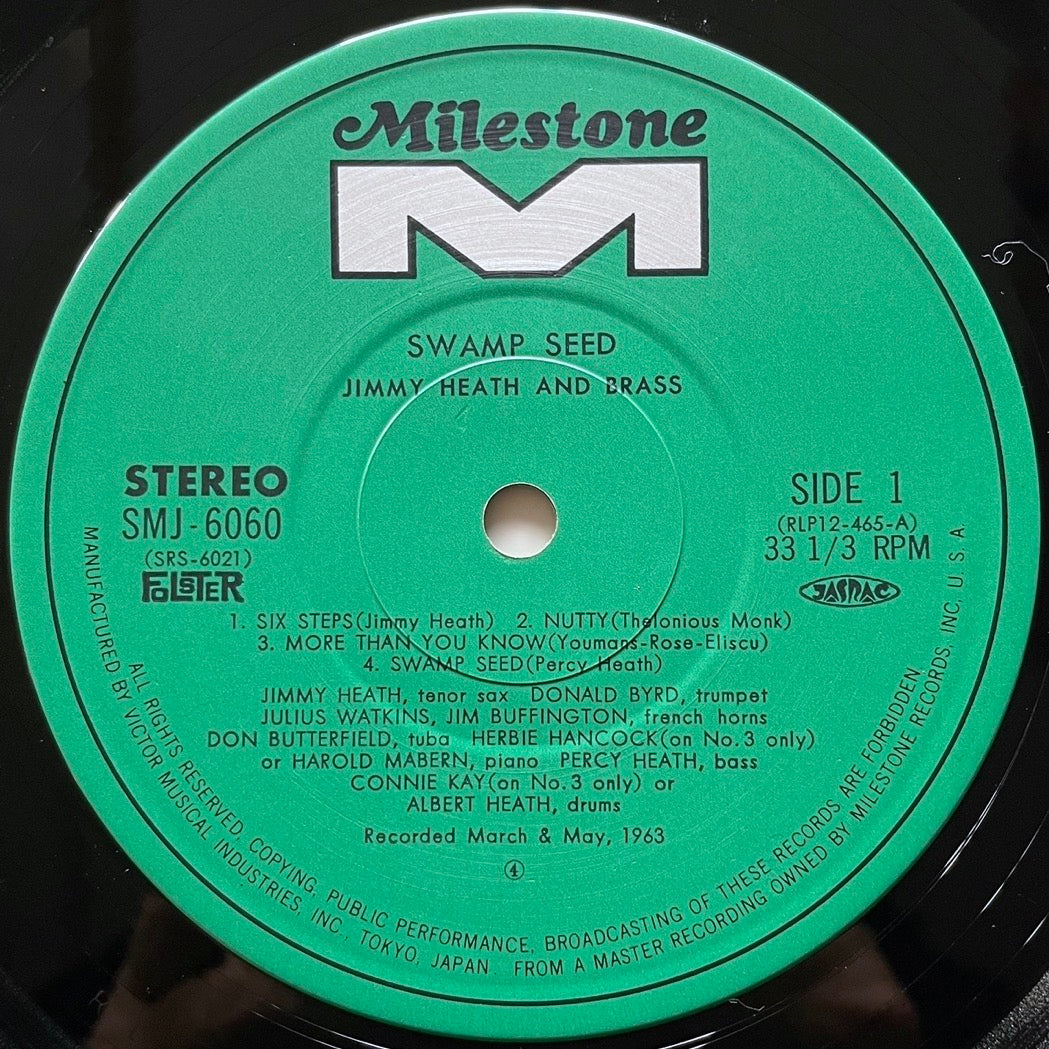 Milestone
SWAMP SEED
JIMMY HEATH AND BRASS
STEREO
SMJ-6060
(SRS-6021)
FOLSTER
SIDE 1
(RLP12-465-A)
33 1/3 RPM
JASRAC
1. SIX STEPS(Jimmy Heath) 2. NUTTY(Thelonious Monk)
3. MORE THAN YOU KNOW(Youmans-Rose-Eliscu)
4. SWAMP SEED(Percy Heath)
JIMMY HEATH, tenor sax DONALD BYRD, trumpet
JULIUS WATKINS, JIM BUFFINGTON, french horns
DON BUTTERFIELD, tuba HERBIE HANCOCK(on No.3 only)
or HAROLD MABERN, piano PERCY HEATH, bass
CONNIE KAY(on No.3 only) or
ALBERT HEATH, drums
Recorded March & May, 1963
④
ALL RIGHTS RESERVED. COPYING, PUBLIC PERFORMANCE, BROADCASTING OF THESE RECORDS ARE FORBIDDEN
MANUFACTURED BY VICTOR MUSICAL INDUSTRIES, INC., TOKYO, JAPAN. FROM A MASTER RECORDING OWNED BY MILESTONE RECORDS, INC, U.S.A.